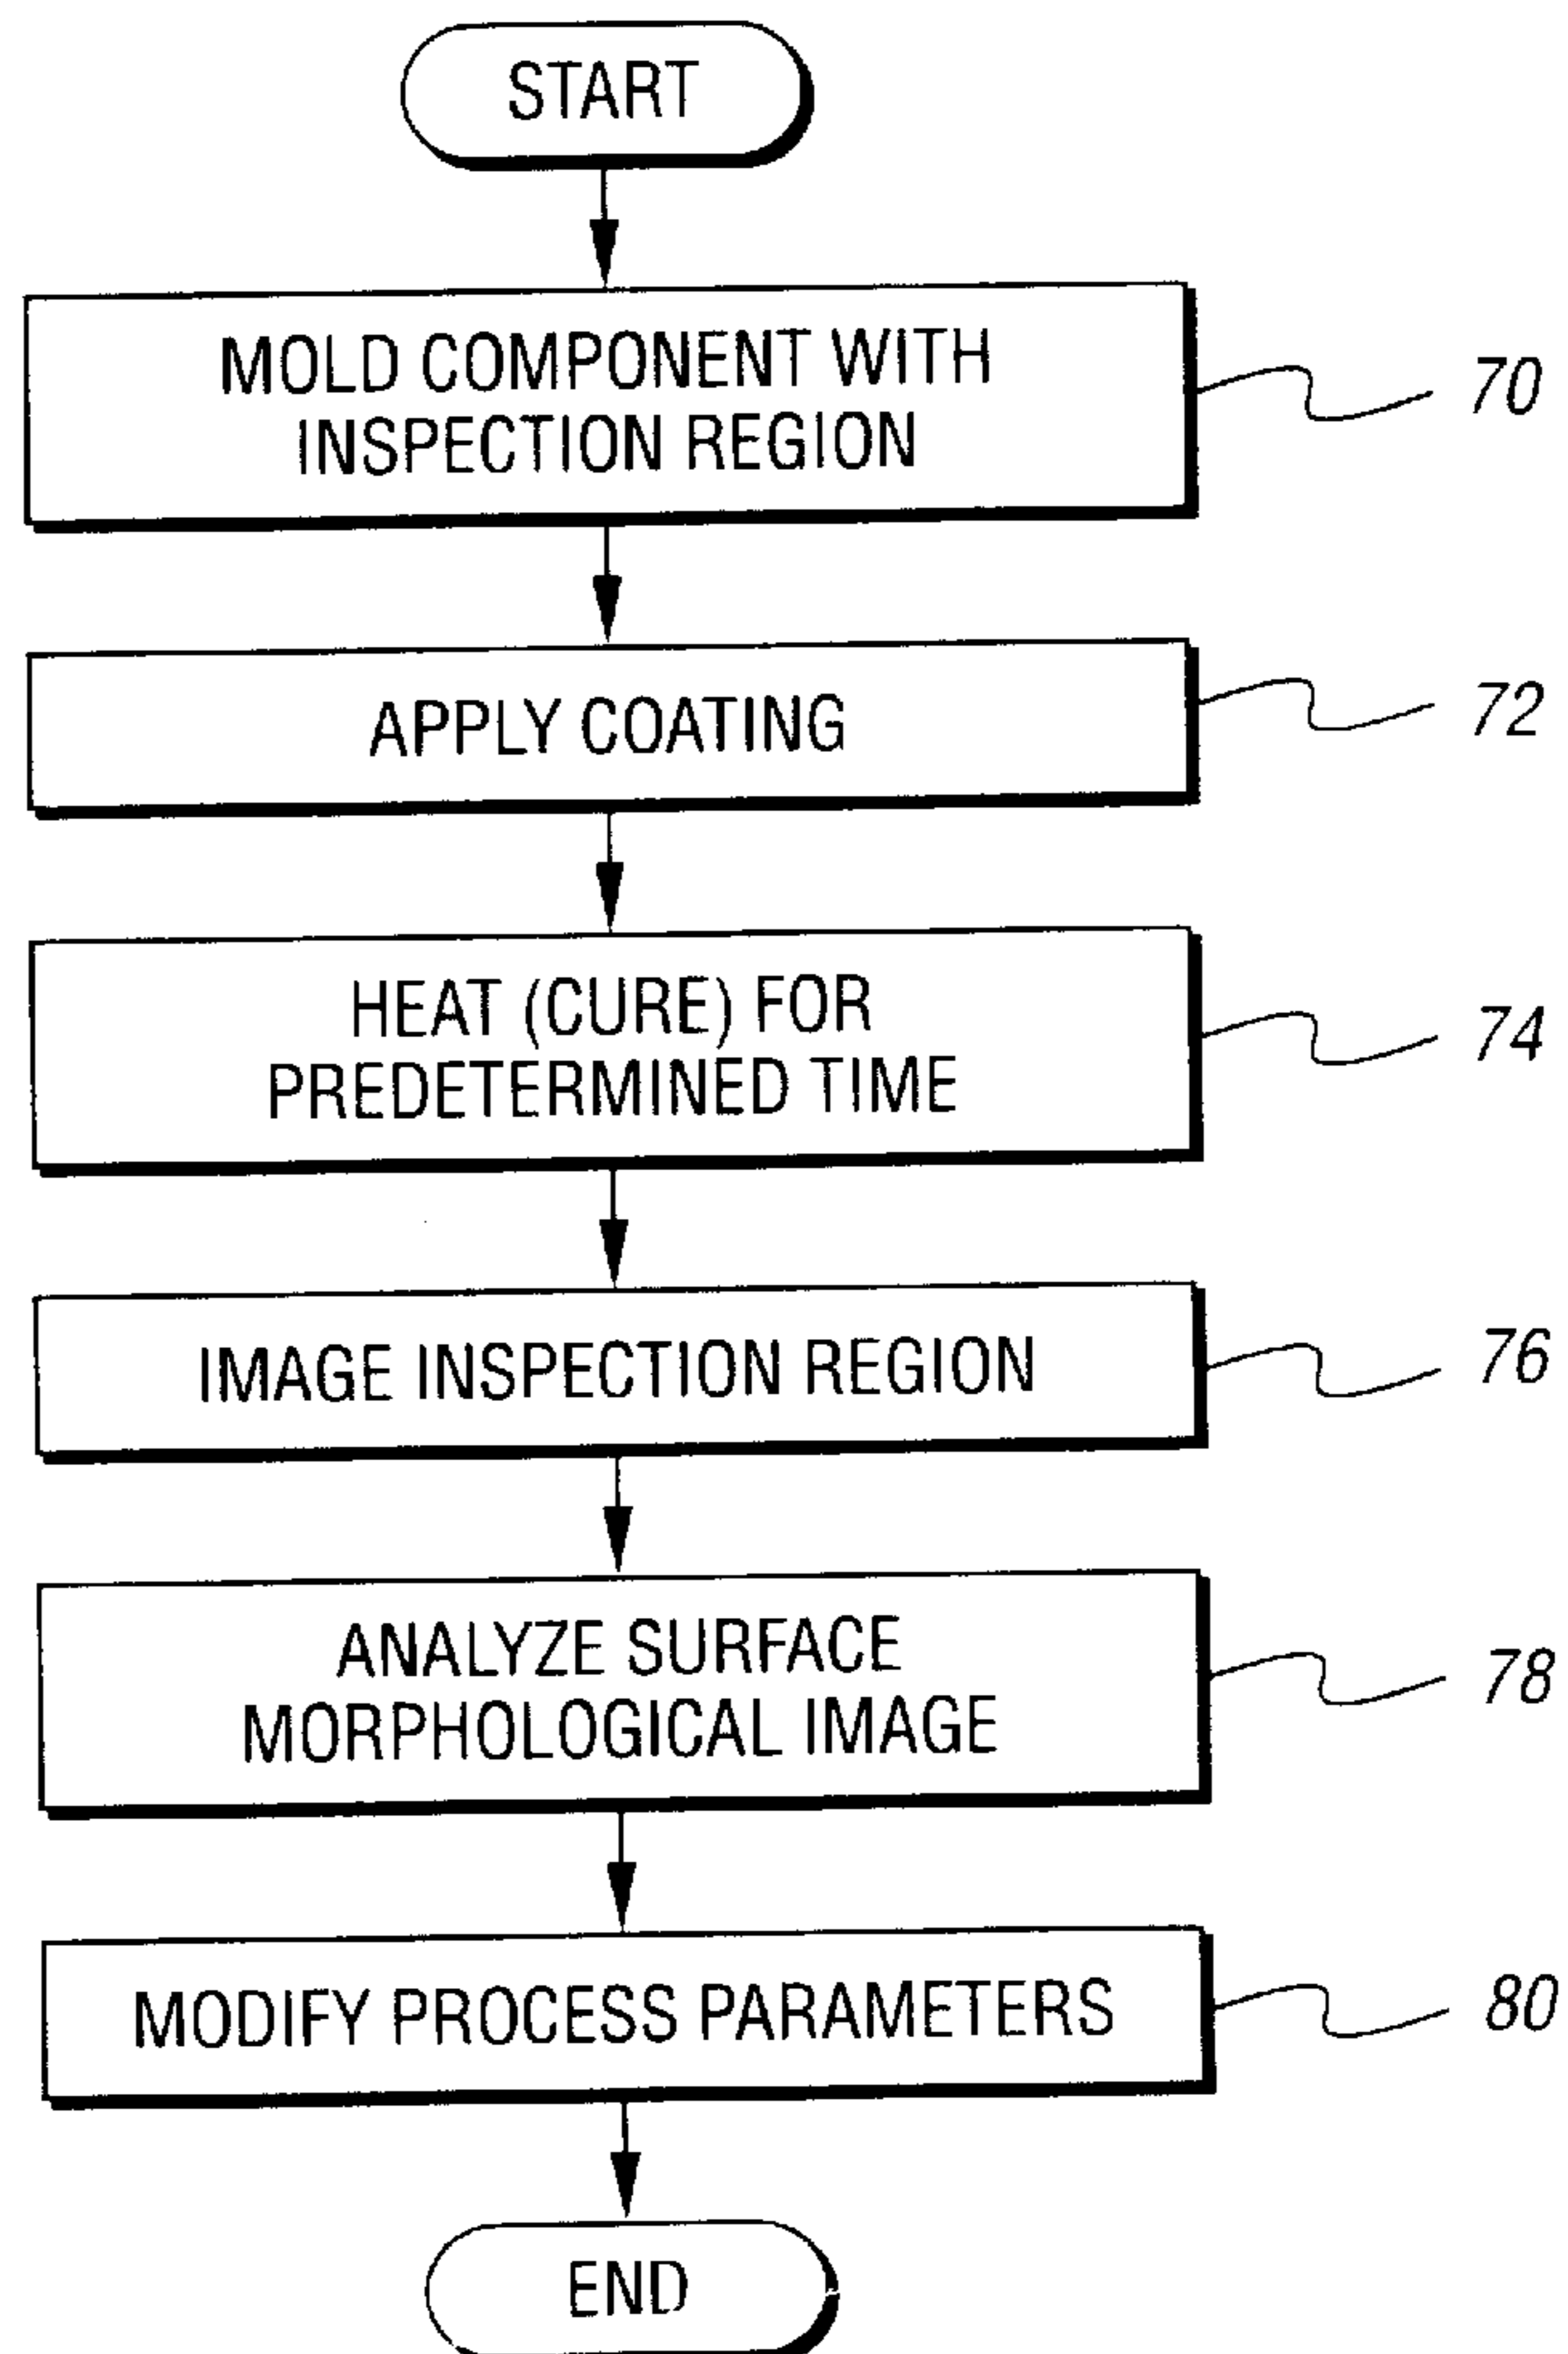 START
MOLD COMPONENT WITH
INSPECTION REGION
70
APPLY COATING
72
HEAT (CURE) FOR
PREDETERMINED TIME
74
IMAGE INSPECTION REGION
76
ANALYZE SURFACE
MORPHOLOGICAL IMAGE
78
MODIFY PROCESS PARAMETERS
80
END